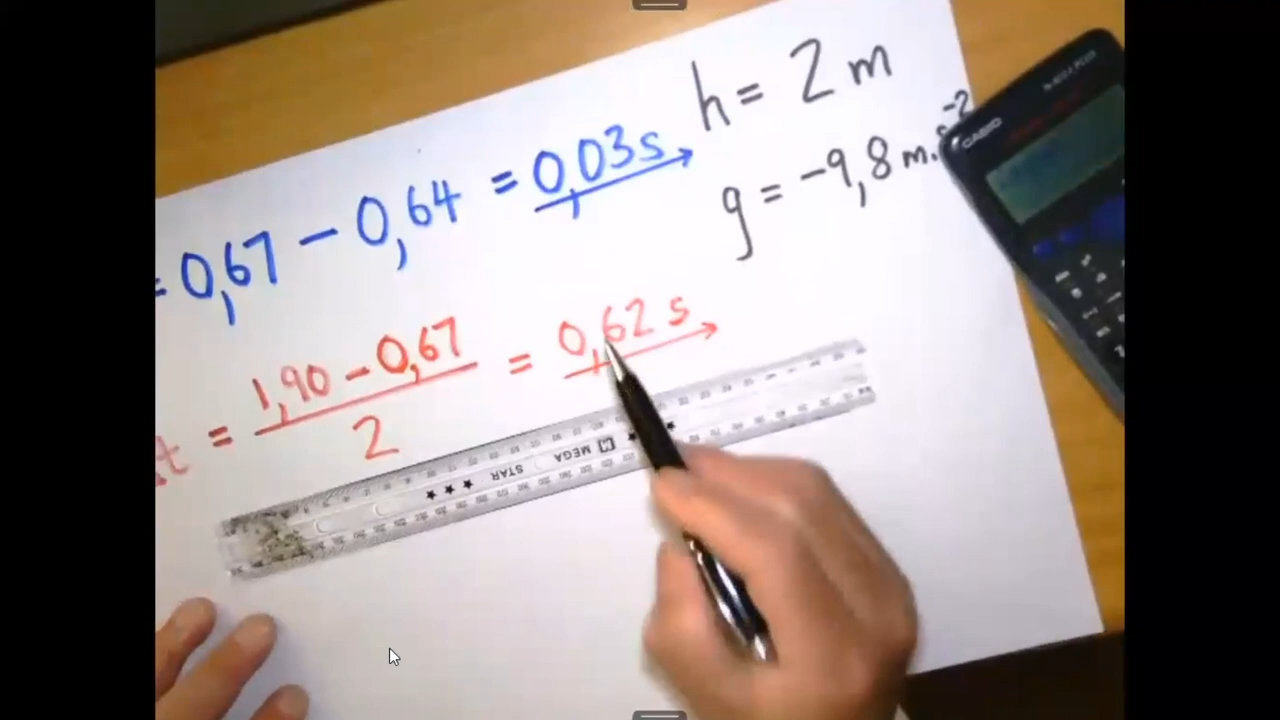 h = 2 m
g = -9,8 m.s-2
= 0,67 - 0,64 = 0,03s
t = 1,90 - 0,67 / 2 = 0,62 s
★ ★ ★ STAR MEGA
CASIO